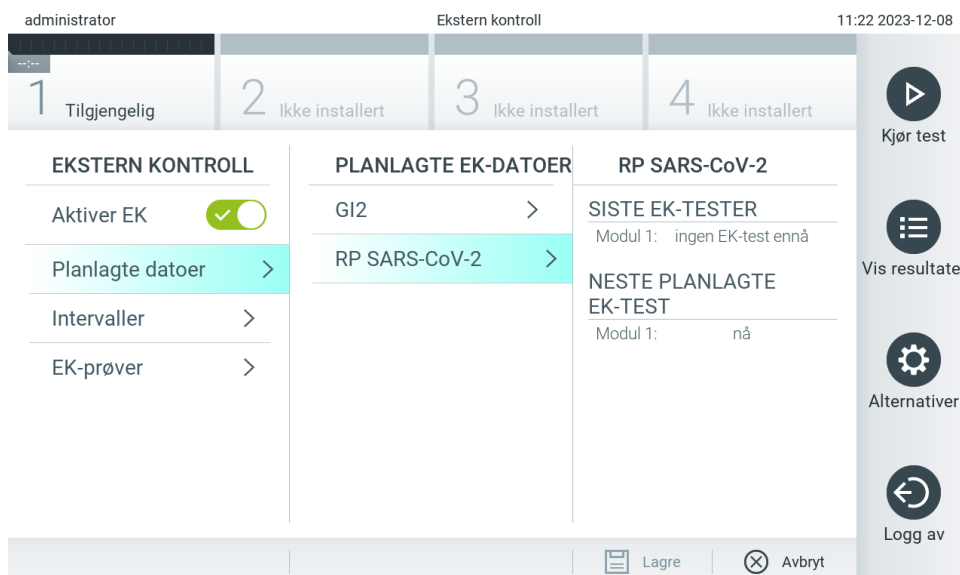 administrator
Ekstern kontroll
11:22 2023-12-08
--:--
1 Tilgjengelig
2 Ikke installert
3 Ikke installert
4 Ikke installert
Kjør test
Vis resultate
Alternativer
Logg av
EKSTERN KONTROLL
Aktiver EK
Planlagte datoer
Intervaller
EK-prøver
PLANLAGTE EK-DATOER
GI2
RP SARS-CoV-2
RP SARS-CoV-2
SISTE EK-TESTER
Modul 1: ingen EK-test ennå
NESTE PLANLAGTE
EK-TEST
Modul 1: nå
Lagre
Avbryt